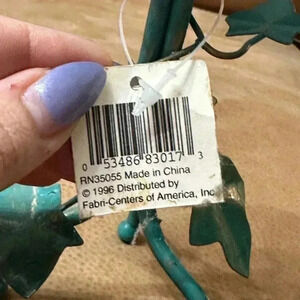 0 53486 83017 3
RN35055 Made in China
© 1996 Distributed by
Fabri-Centers of America, Inc.